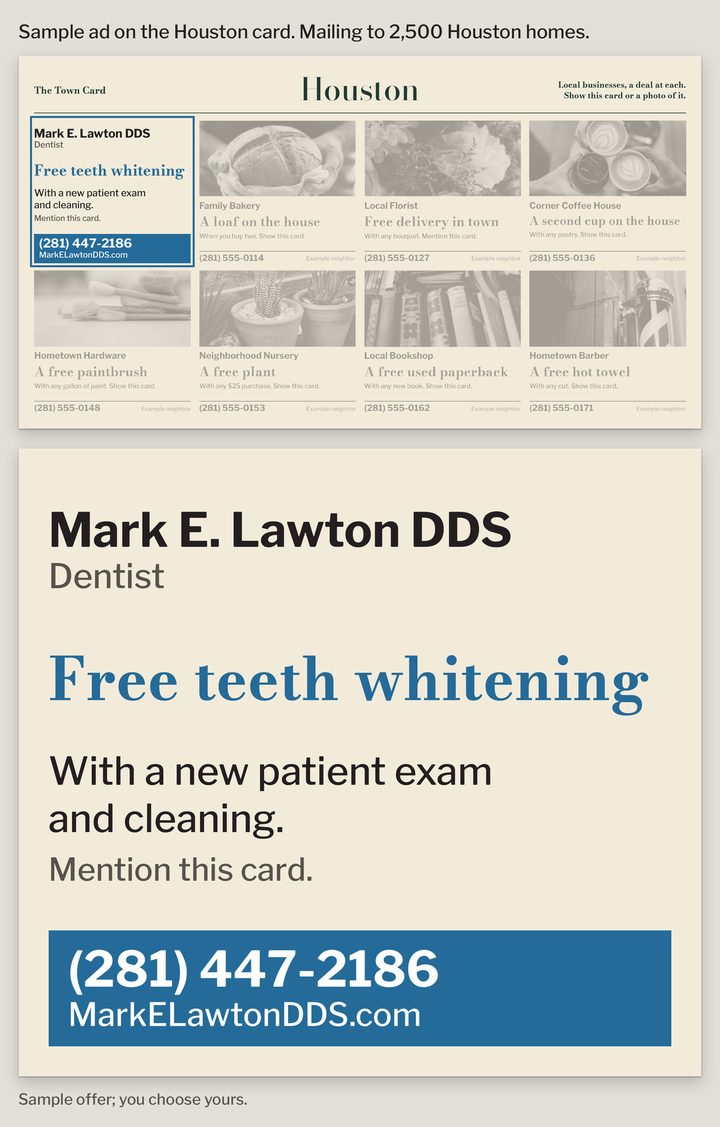 Sample ad on the Houston card. Mailing to 2,500 Houston homes.
The Town Card
Houston
Local businesses, a deal at each.
Show this card or a photo of it.
Mark E. Lawton DDS
Dentist
Free teeth whitening
With a new patient exam
and cleaning.
Mention this card.
(281) 447-2186
MarkELawtonDDS.com
Family Bakery
A loaf on the house
When you buy two. Show this card.
(281) 555-0114 Example neighbor
Local Florist
Free delivery in town
With any bouquet. Mention this card.
(281) 555-0127 Example neighbor
Corner Coffee House
A second cup on the house
With any pastry. Show this card.
(281) 555-0136 Example neighbor
Hometown Hardware
A free paintbrush
With any gallon of paint. Show this card.
(281) 555-0148 Example neighbor
Neighborhood Nursery
A free plant
With any $25 purchase. Show this card.
(281) 555-0153 Example neighbor
Local Bookshop
A free used paperback
With any new book. Show this card.
(281) 555-0162 Example neighbor
Hometown Barber
A free hot towel
With any cut. Show this card.
(281) 555-0171 Example neighbor
Mark E. Lawton DDS
Dentist
Free teeth whitening
With a new patient exam
and cleaning.
Mention this card.
(281) 447-2186
MarkELawtonDDS.com
Sample offer; you choose yours.